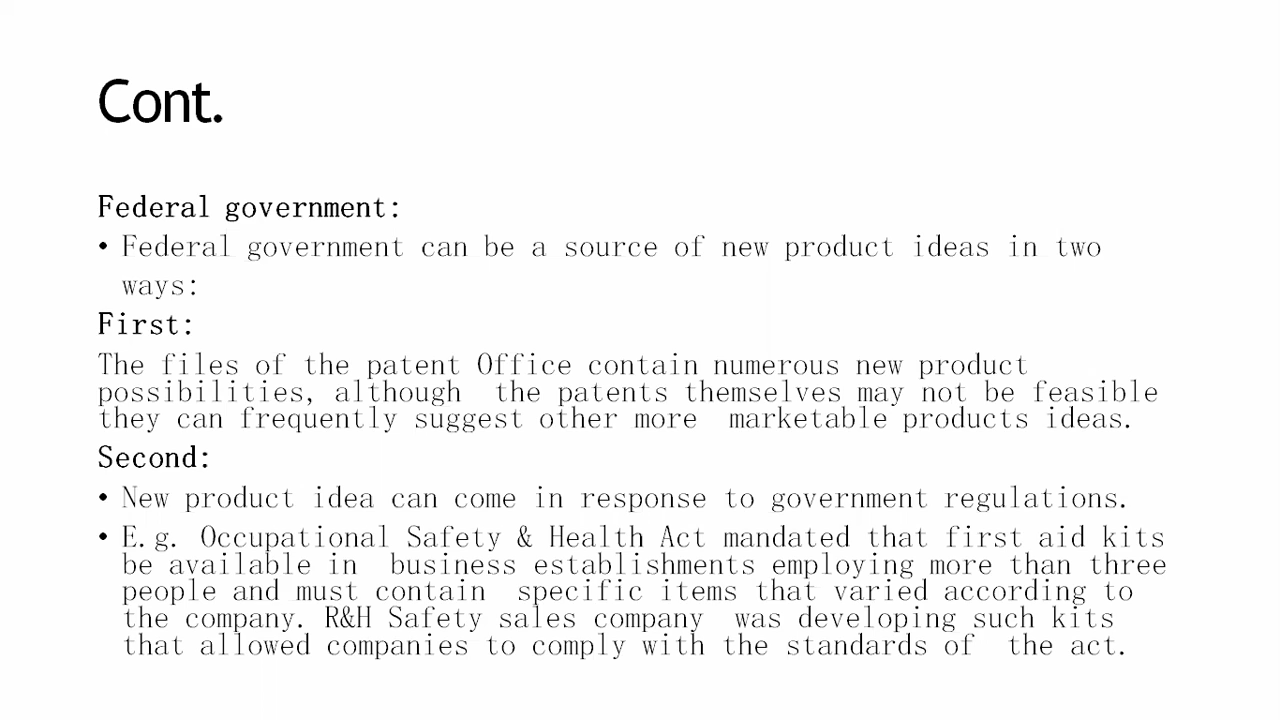 Cont.
Federal government:
• Federal government can be a source of new product ideas in two
ways:
First:
The files of the patent Office contain numerous new product
possibilities, although  the patents themselves may not be feasible
they can frequently suggest other more  marketable products ideas.
Second:
• New product idea can come in response to government regulations.
• E.g. Occupational Safety & Health Act mandated that first aid kits
be available in  business establishments employing more than three
people and must contain  specific items that varied according to
the company. R&H Safety sales company  was developing such kits
that allowed companies to comply with the standards of  the act.